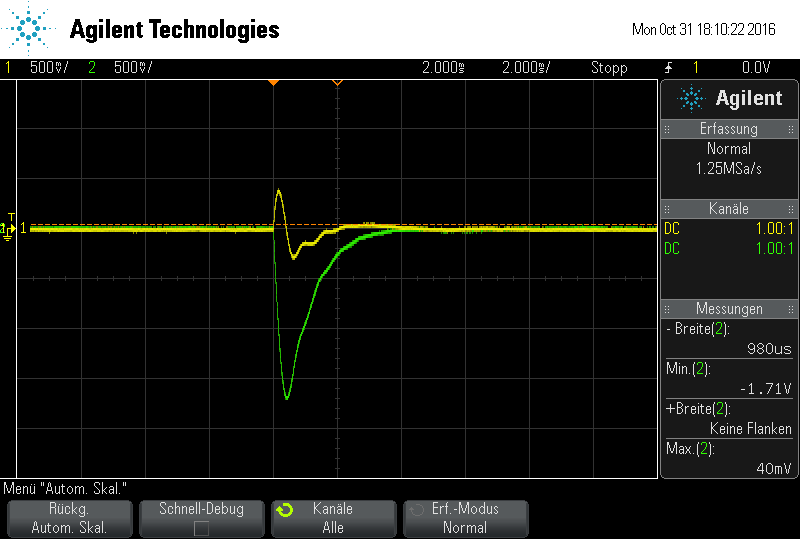 Agilent Technologies
Mon Oct 31 18:10:22 2016
1 500mV/ 2 500mV/ 2.000ms 2.000ms/ Stopp 1 0.0V
Agilent
Erfassung
Normal
1.25MSa/s
Kanäle
DC 1.00:1
DC 1.00:1
T
2 1
Messungen
- Breite(2):
980us
Min.(2):
-1.71V
+Breite(2):
Keine Flanken
Max.(2):
40mV
Menü "Autom. Skal."
Rückg.
Autom. Skal.
Schnell-Debug
Kanäle
Alle
Erf.-Modus
Normal